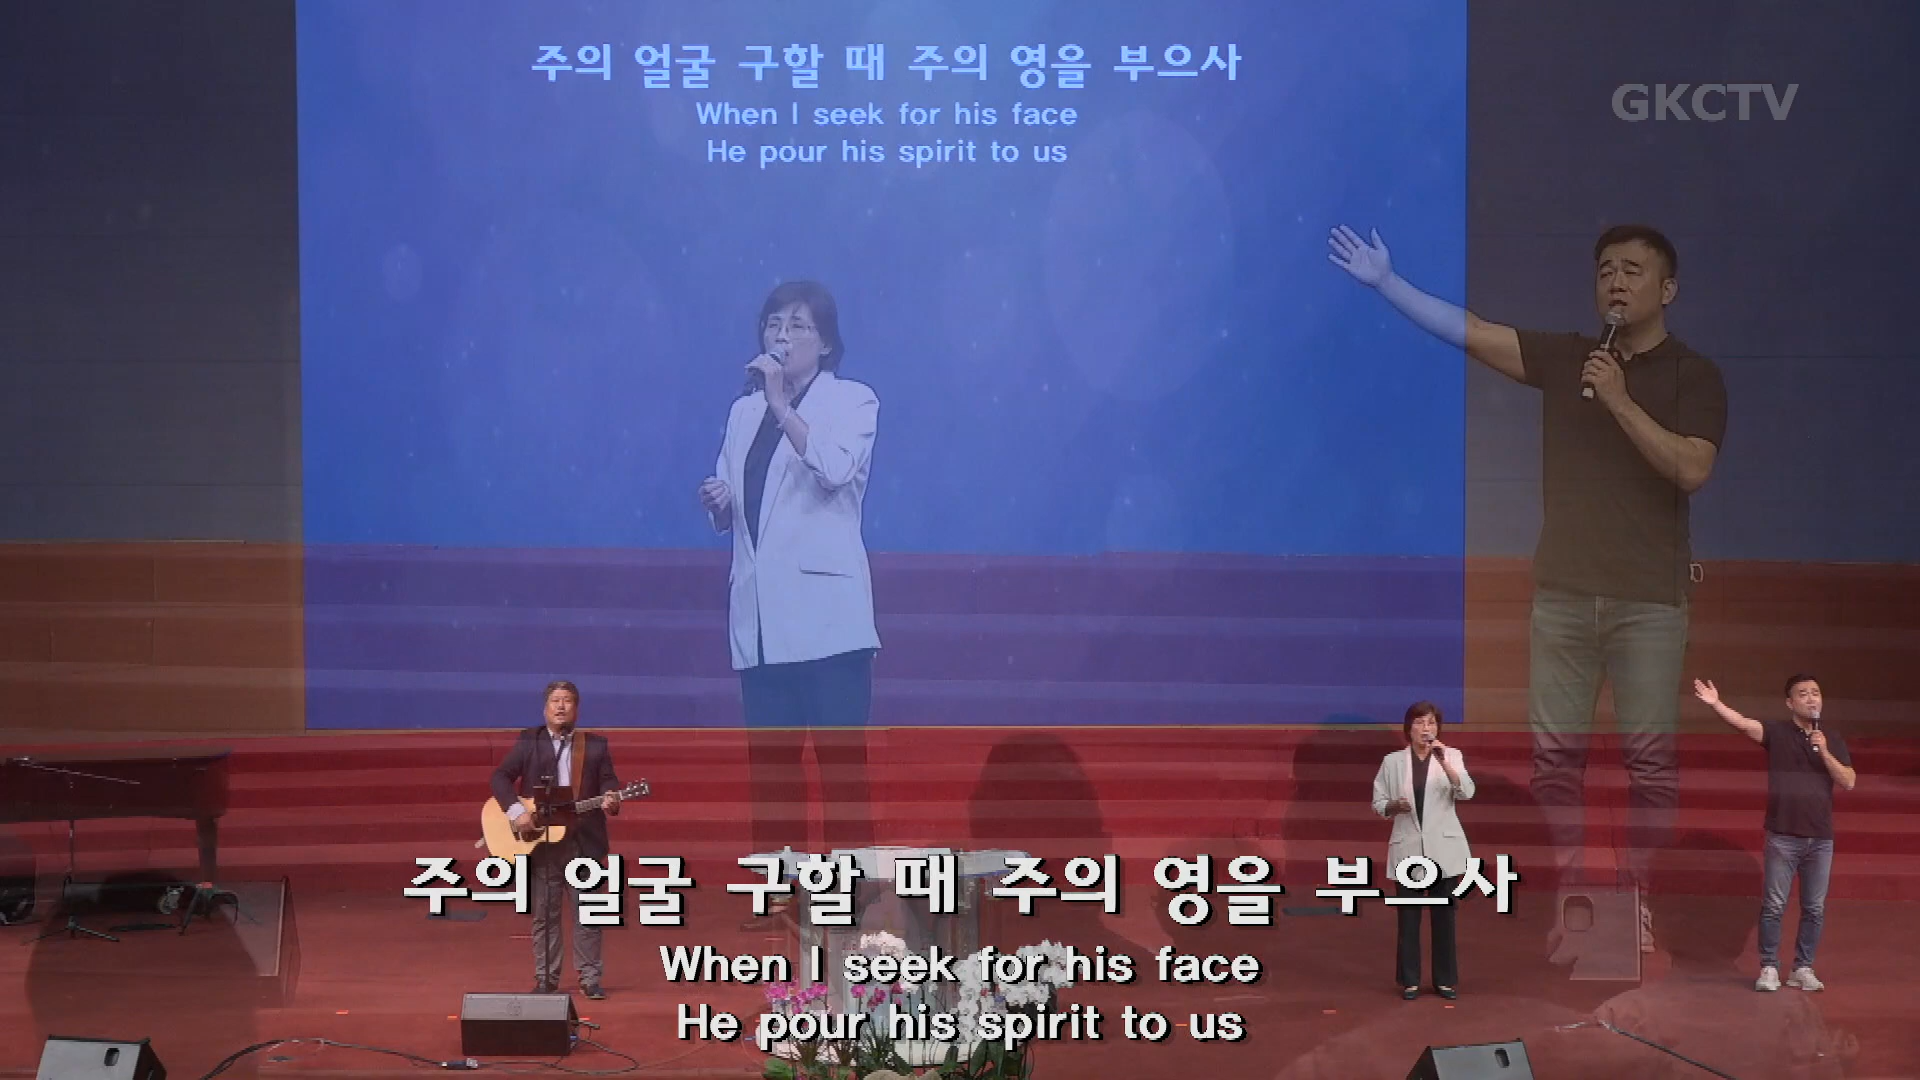 주의 얼굴 구할 때 주의 영을 부으사
When I seek for his face
He pour his spirit to us
GKCTV
주의 얼굴 구할 때 주의 영을 부으사
When I seek for his face
He pour his spirit to us